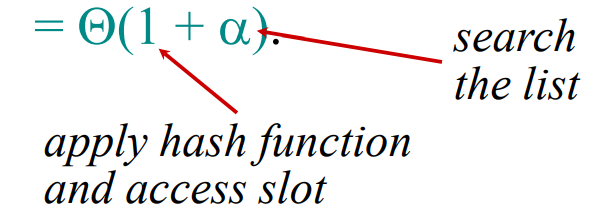 = Θ(1 + α).
search
the list
apply hash function
and access slot